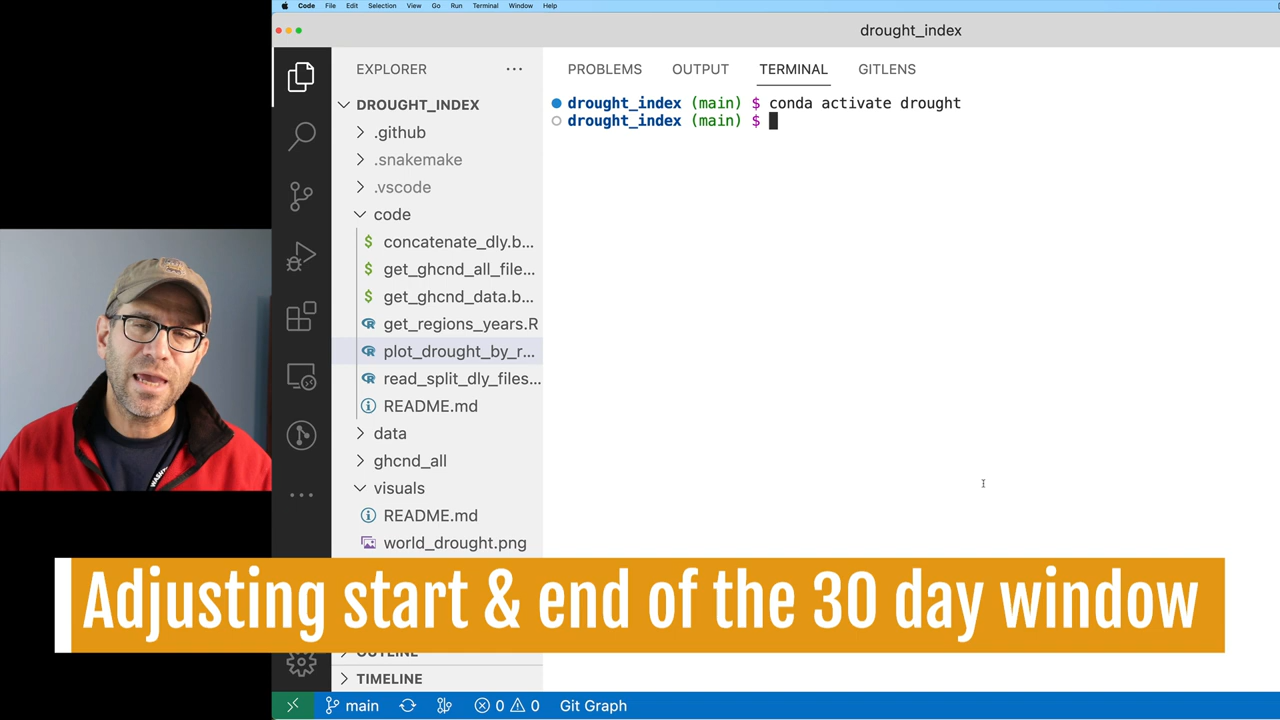 Code File Edit Selection View Go Run Terminal Window Help
drought_index
EXPLORER ...
DROUGHT_INDEX
.github
.snakemake
.vscode
code
concatenate_dly.b...
get_ghcnd_all_file...
get_ghcnd_data.b...
get_regions_years.R
plot_drought_by_r...
read_split_dly_files...
README.md
data
ghcnd_all
visuals
README.md
world_drought.png
OUTLINE
TIMELINE
PROBLEMS OUTPUT TERMINAL GITLENS
drought_index (main) $ conda activate drought
drought_index (main) $
Adjusting start & end of the 30 day window
main 0 0 Git Graph